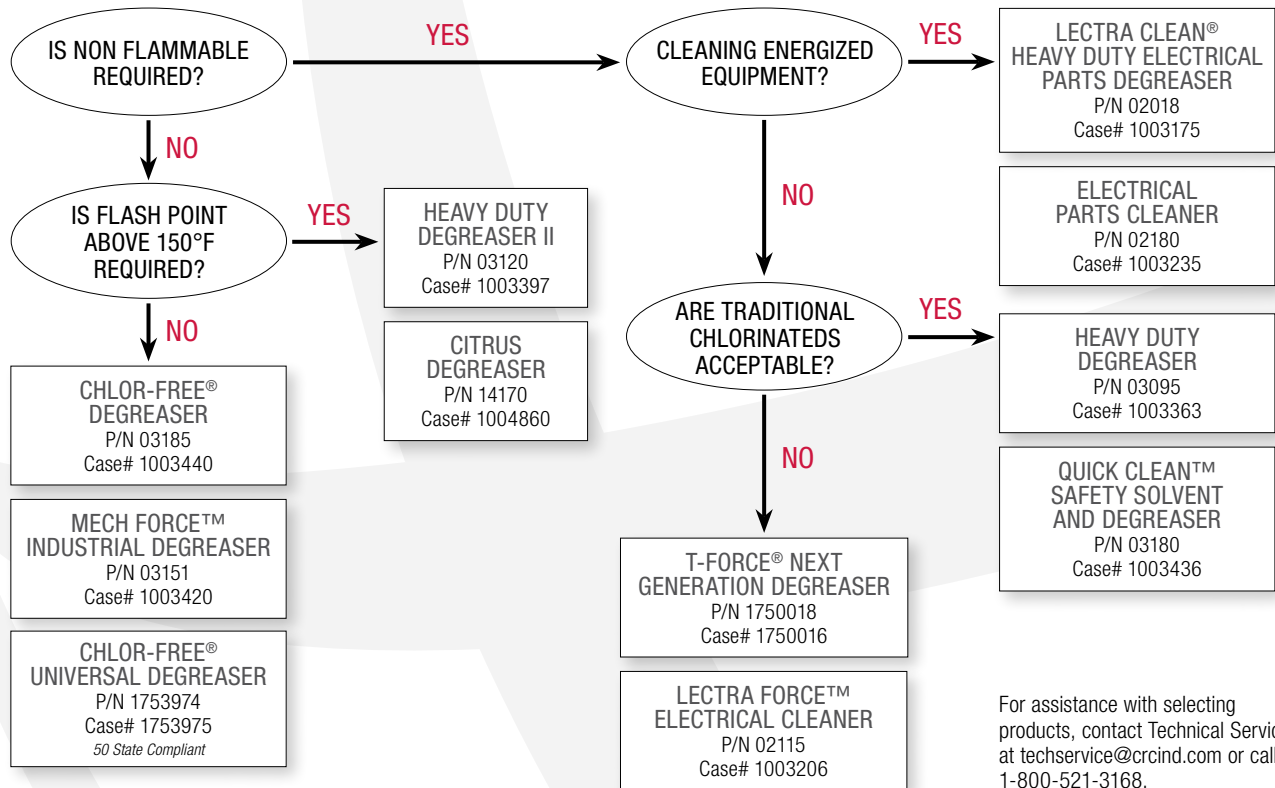 IS NON FLAMMABLE
REQUIRED?
YES
CLEANING ENERGIZED
EQUIPMENT?
YES
LECTRA CLEAN®
HEAVY DUTY ELECTRICAL
PARTS DEGREASER
P/N 02018
Case# 1003175
ELECTRICAL
PARTS CLEANER
P/N 02180
Case# 1003235
NO
IS FLASH POINT
ABOVE 150°F
REQUIRED?
YES
HEAVY DUTY
DEGREASER II
P/N 03120
Case# 1003397
CITRUS
DEGREASER
P/N 14170
Case# 1004860
NO
CHLOR-FREE®
DEGREASER
P/N 03185
Case# 1003440
MECH FORCE™
INDUSTRIAL DEGREASER
P/N 03151
Case# 1003420
CHLOR-FREE®
UNIVERSAL DEGREASER
P/N 1753974
Case# 1753975
50 State Compliant
NO
ARE TRADITIONAL
CHLORINATEDS
ACCEPTABLE?
YES
HEAVY DUTY
DEGREASER
P/N 03095
Case# 1003363
QUICK CLEAN™
SAFETY SOLVENT
AND DEGREASER
P/N 03180
Case# 1003436
NO
T-FORCE® NEXT
GENERATION DEGREASER
P/N 1750018
Case# 1750016
LECTRA FORCE™
ELECTRICAL CLEANER
P/N 02115
Case# 1003206
For assistance with selecting
products, contact Technical Servic
at techservice@crcind.com or call
1-800-521-3168.